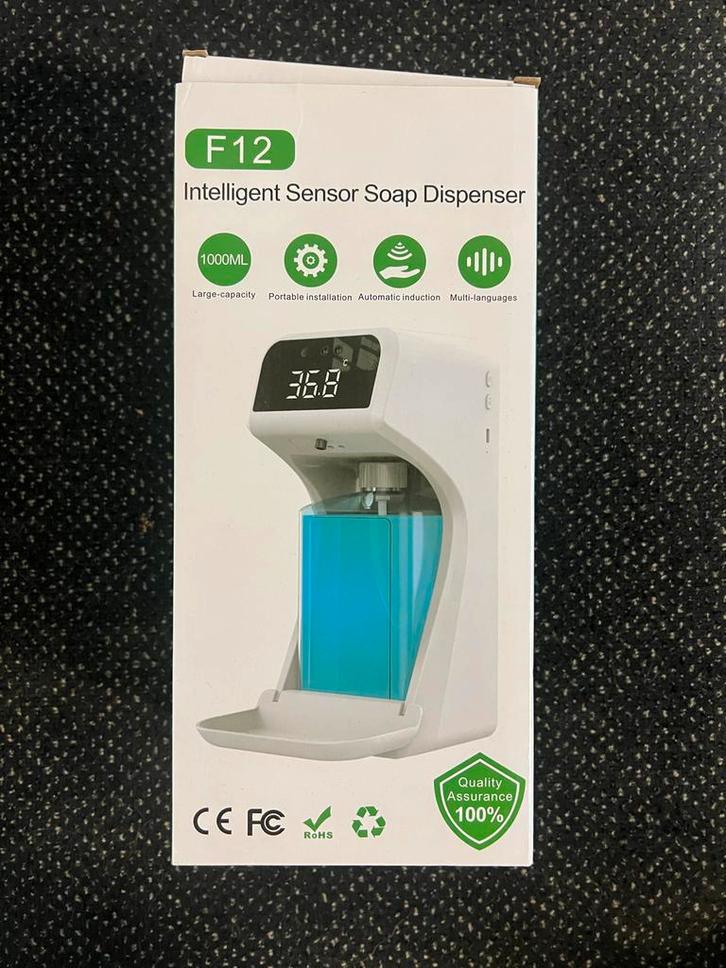 F12
Intelligent Sensor Soap Dispenser
1000ML
Large-capacity
Portable installation
Automatic induction
Multi-languages
36.8
°C
CE FC
RoHS
Quality
Assurance
100%